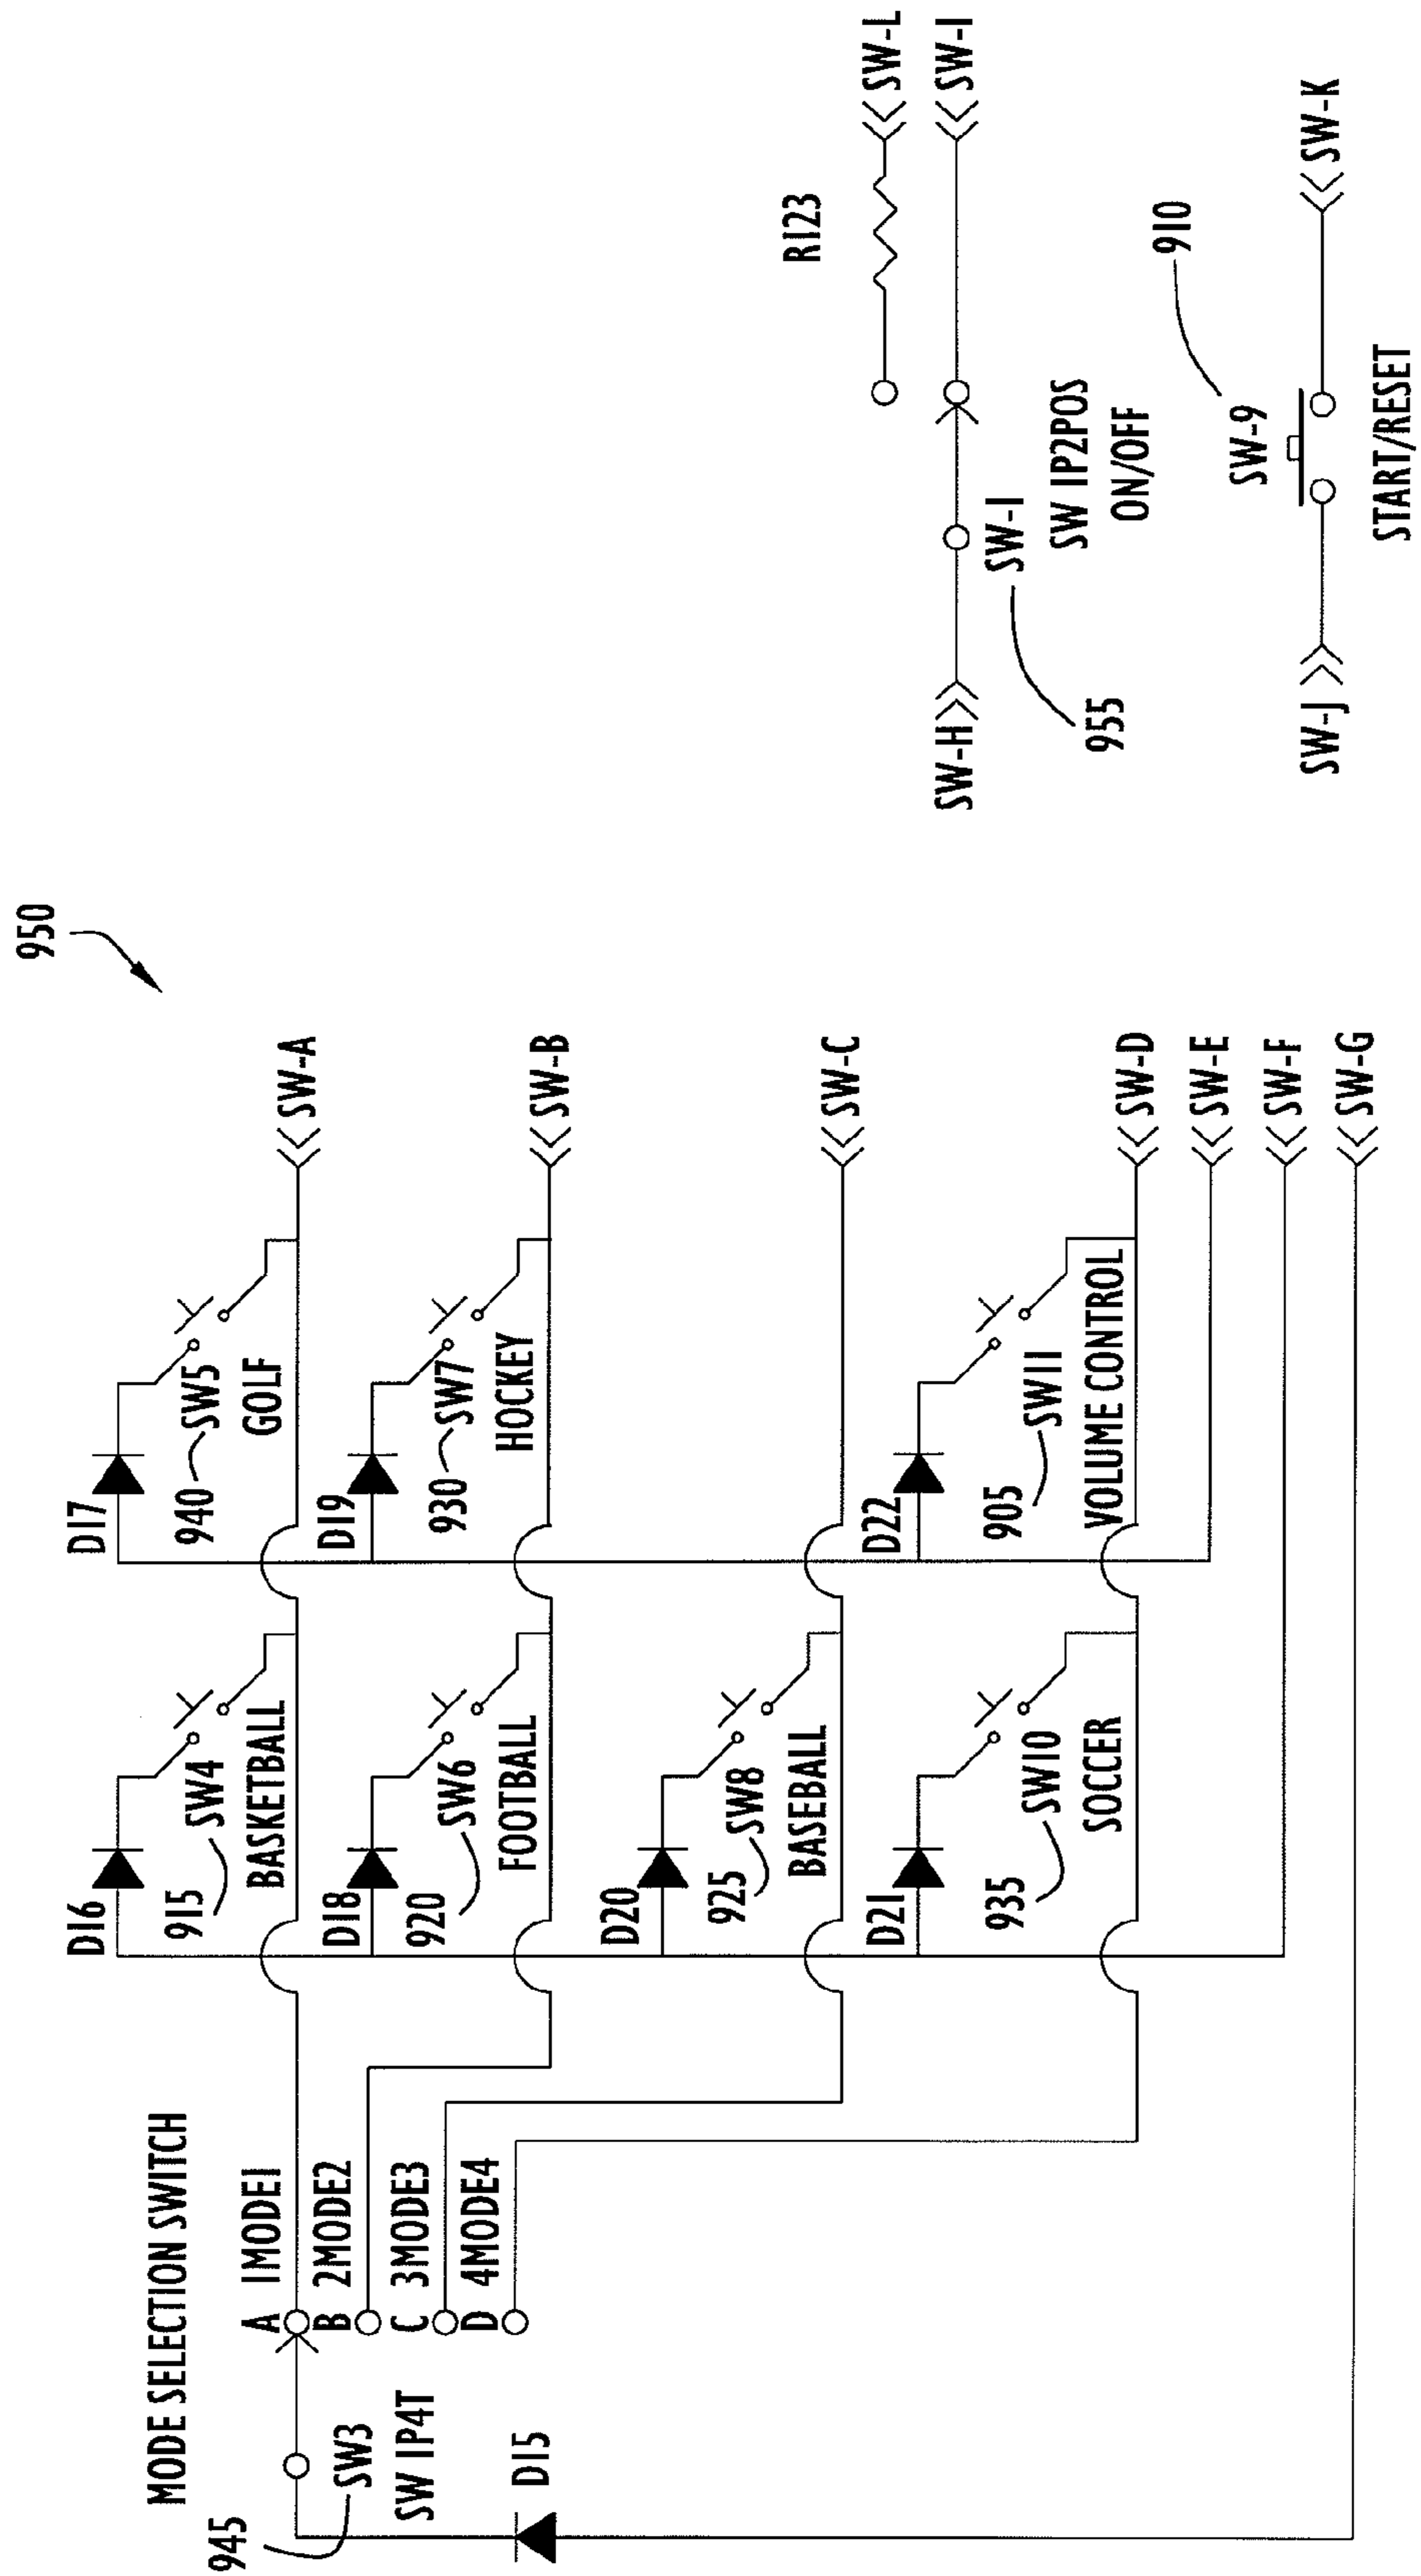 950
MODE SELECTION SWITCH
945
SW3
SW 1P4T
D15
A 1MODE1
B 2MODE2
C 3MODE3
D 4MODE4
D16
915
SW4
BASKETBALL
D17
940
SW5
GOLF
SW-A
D18
920
SW6
FOOTBALL
D19
930
SW7
HOCKEY
SW-B
D20
925
SW8
BASEBALL
SW-C
D21
935
SW10
SOCCER
D22
905
SW11
VOLUME CONTROL
SW-D
SW-E
SW-F
SW-G
R123
SW-L
SW-H
SW-I
SW-1
955
SW 1P2POS
ON/OFF
910
SW-9
SW-J
SW-K
START/RESET